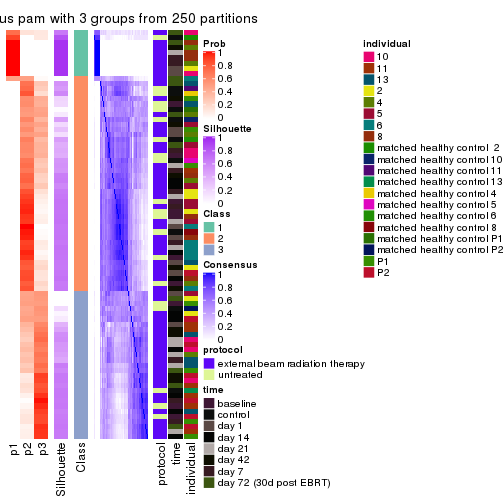 us pam with 3 groups from 250 partitions
Prob
1
0.8
0.6
0.4
0.2
0
Silhouette
1
0.8
0.6
0.4
0.2
0
Class
1
2
3
Consensus
1
0.8
0.6
0.4
0.2
0
protocol
external beam radiation therapy
untreated
time
baseline
control
day 1
day 14
day 21
day 42
day 7
day 72 (30d post EBRT)
individual
10
11
13
2
4
5
6
8
matched healthy control 2
matched healthy control 10
matched healthy control 11
matched healthy control 13
matched healthy control 4
matched healthy control 5
matched healthy control 6
matched healthy control 8
matched healthy control P1
matched healthy control P2
P1
P2
p1
p2
p3
Silhouette
Class
protocol
time
individual